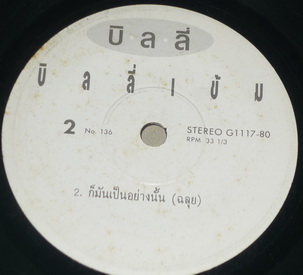 บิลลี่
บิลลี่ เข้ม
2 No. 136 STEREO G1117-80
RPM 33 1/3
2. ก็มันเป็นอย่างนั้น (ฉลุย)